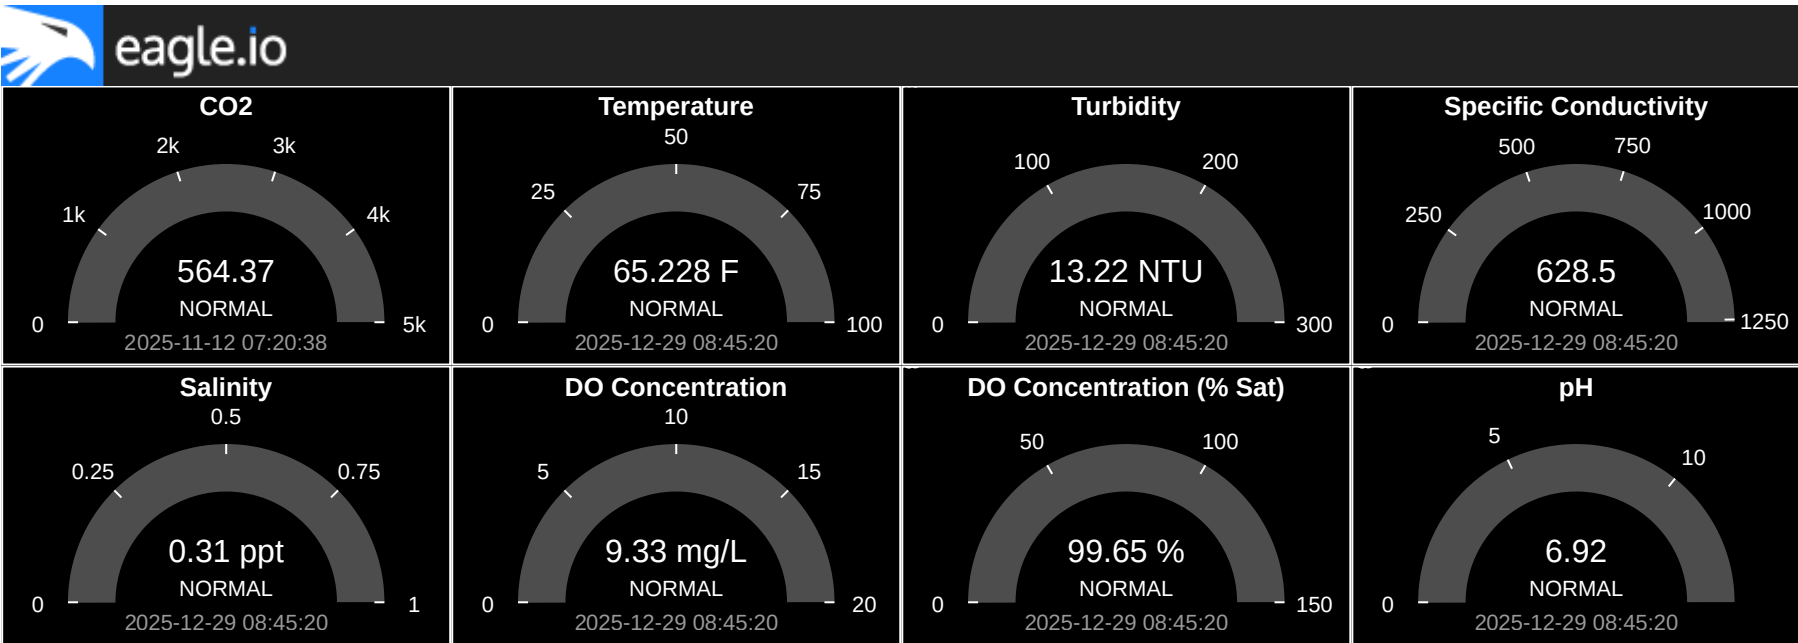 eagle.io
CO2
2k
3k
1k
4k
564.37
NORMAL
0
5k
2025-11-12 07:20:38
Temperature
50
25
75
65.228 F
NORMAL
0
100
2025-12-29 08:45:20
Turbidity
100
200
13.22 NTU
NORMAL
0
300
2025-12-29 08:45:20
Specific Conductivity
500
750
250
1000
628.5
NORMAL
0
1250
2025-12-29 08:45:20
Salinity
0.5
0.25
0.75
0.31 ppt
NORMAL
0
1
2025-12-29 08:45:20
DO Concentration
10
5
15
9.33 mg/L
NORMAL
0
20
2025-12-29 08:45:20
DO Concentration (% Sat)
50
100
99.65 %
NORMAL
0
150
2025-12-29 08:45:20
pH
5
10
6.92
NORMAL
0
2025-12-29 08:45:20